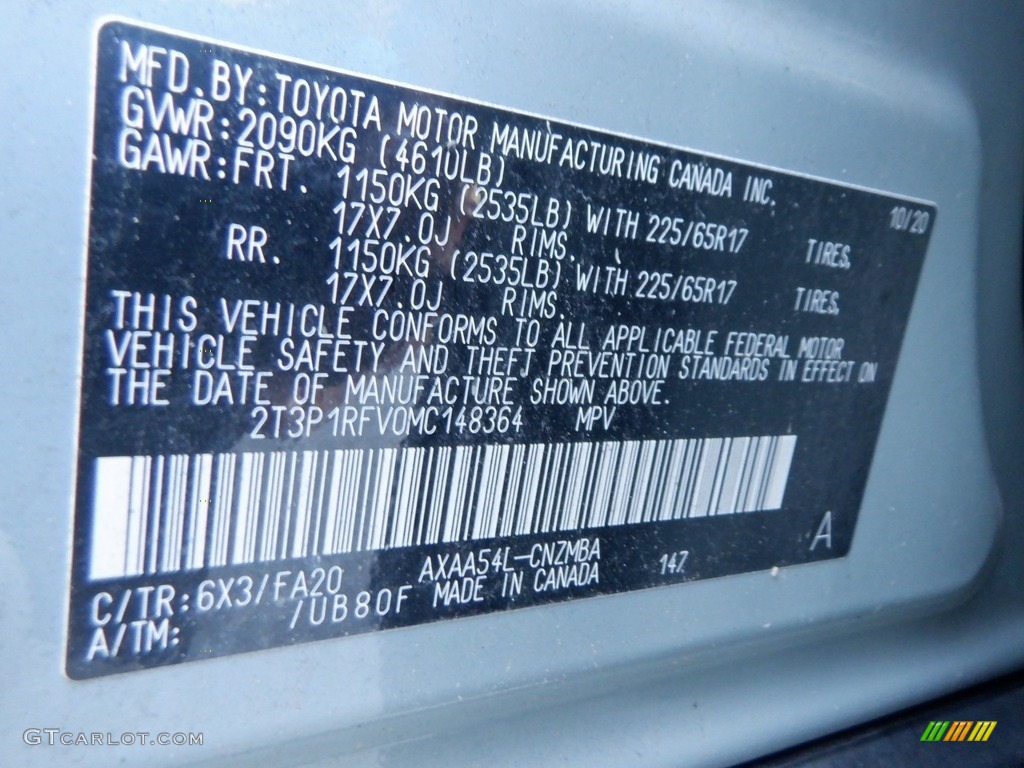 MFD.BY:TOYOTA MOTOR MANUFACTURING CANADA INC. 10/20
GVWR:2090KG (4610LB)
GAWR:FRT. 1150KG (2535LB) WITH 225/65R17 TIRES,
17X7.0J RIMS.
RR. 1150KG (2535LB) WITH 225/65R17 TIRES,
17X7.0J RIMS.
THIS VEHICLE CONFORMS TO ALL APPLICABLE FEDERAL MOTOR
VEHICLE SAFETY AND THEFT PREVENTION STANDARDS IN EFFECT ON
THE DATE OF MANUFACTURE SHOWN ABOVE.
2T3P1RFV0MC148364 MPV
A
C/TR:6X3/FA20 AXAA54L-CNZMBA 147
A/TM: /UB80F MADE IN CANADA
GTCARLOT.COM